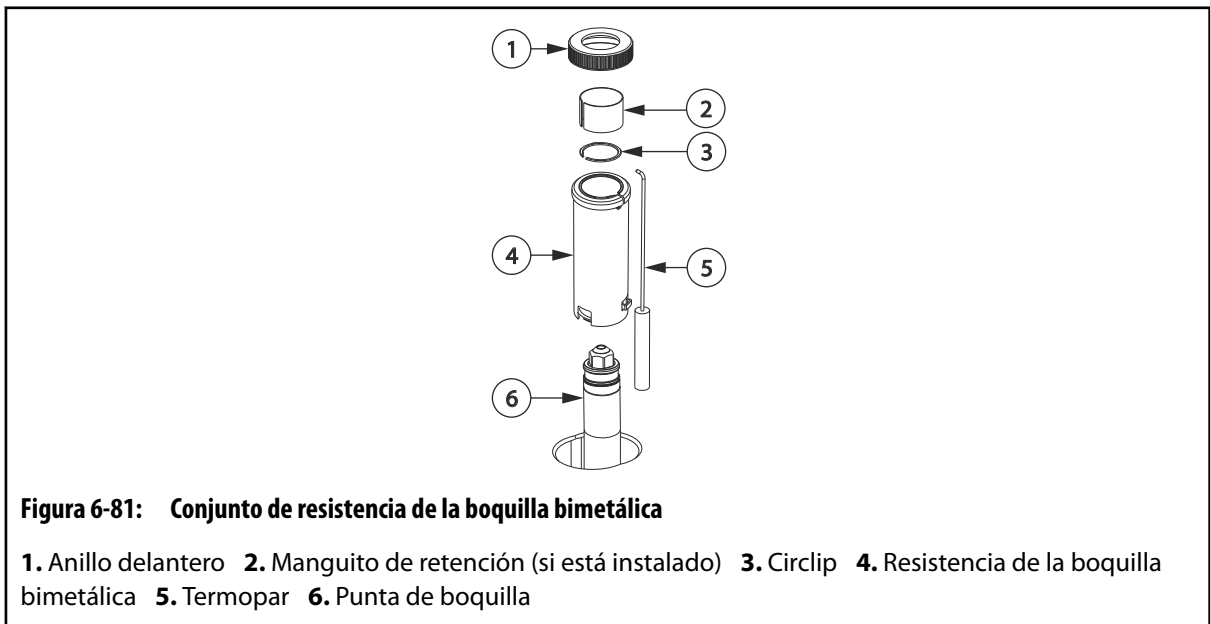 1
2
3
4
5
6
Figura 6-81: Conjunto de resistencia de la boquilla bimetálica
1. Anillo delantero 2. Manguito de retención (si está instalado) 3. Circlip 4. Resistencia de la boquilla
bimetálica 5. Termopar 6. Punta de boquilla